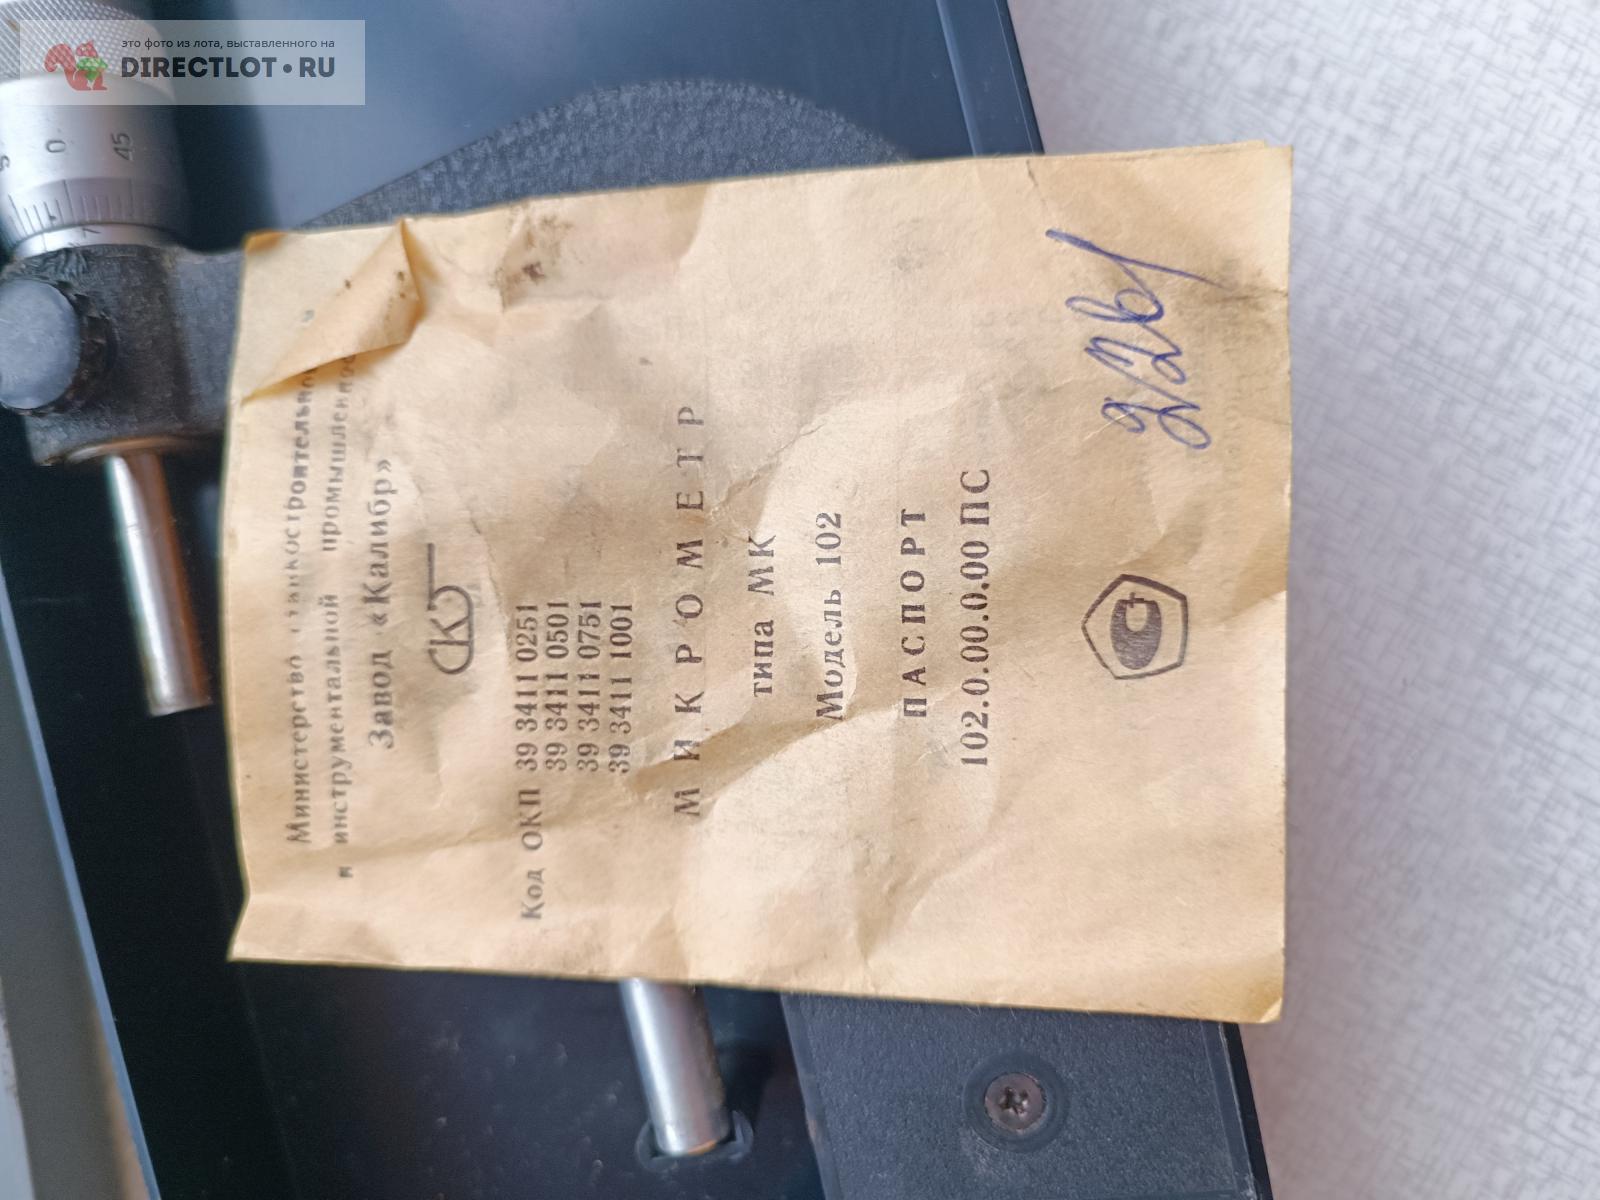 это фото из лота, выставленного на
DIRECTLOT•RU
0
45
Министерство станкостроительной
и инструментальной промышленности
Завод «Калибр»
Код ОКП 39 3411 0251
39 3411 0501
39 3411 0751
39 3411 1001
МИКРОМЕТР
типа МК
Модель 102
ПАСПОРТ
102.0.00.0.00 ПС